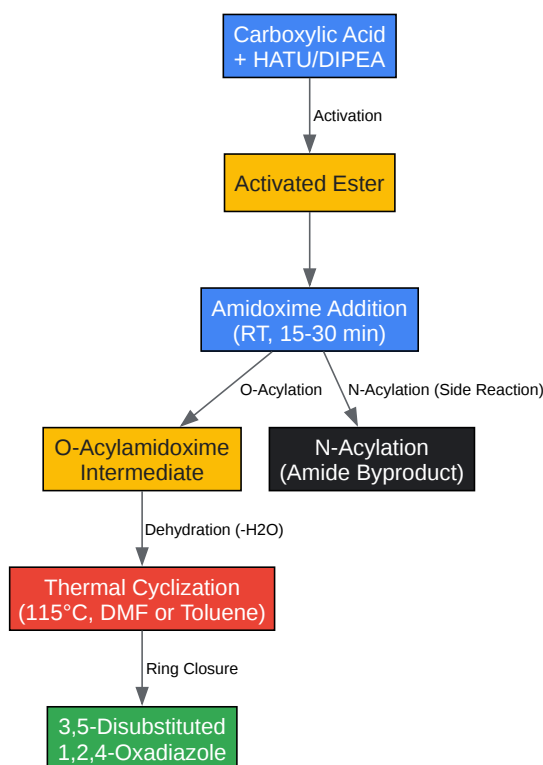 Carboxylic Acid
+ HATU/DIPEA
Activation
Activated Ester
Amidoxime Addition
(RT, 15-30 min)
O-Acylation
N-Acylation (Side Reaction)
O-Acylamidoxime
Intermediate
N-Acylation
(Amide Byproduct)
Dehydration (-H2O)
Thermal Cyclization
(115°C, DMF or Toluene)
Ring Closure
3,5-Disubstituted
1,2,4-Oxadiazole